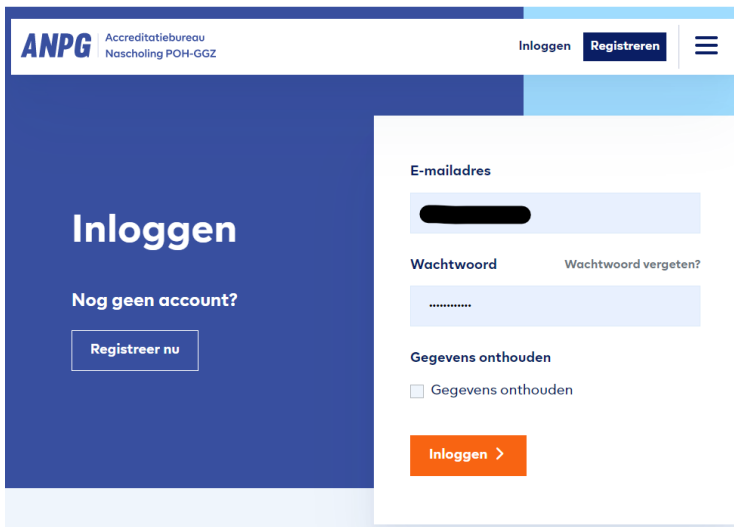 ANPG
Accreditatiebureau
Nascholing POH-GGZ
Inloggen
Registreren
Inloggen
Nog geen account?
Registreer nu
E-mailadres
Wachtwoord
Wachtwoord vergeten?
............
Gegevens onthouden
Gegevens onthouden
Inloggen